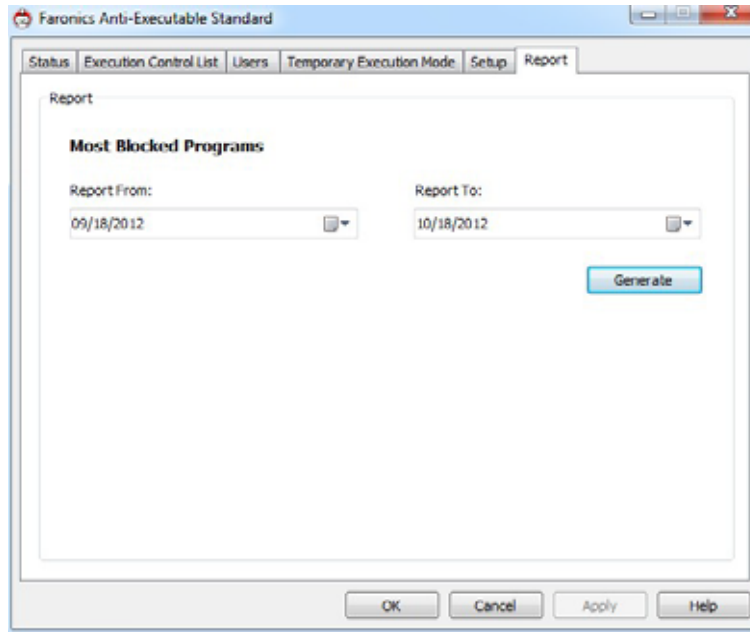 Faronics Anti-Executable Standard
Status Execution Control List Users Temporary Execution Mode Setup Report
Report
Most Blocked Programs
Report From: Report To:
09/18/2012 10/18/2012
Generate
OK Cancel Apply Help